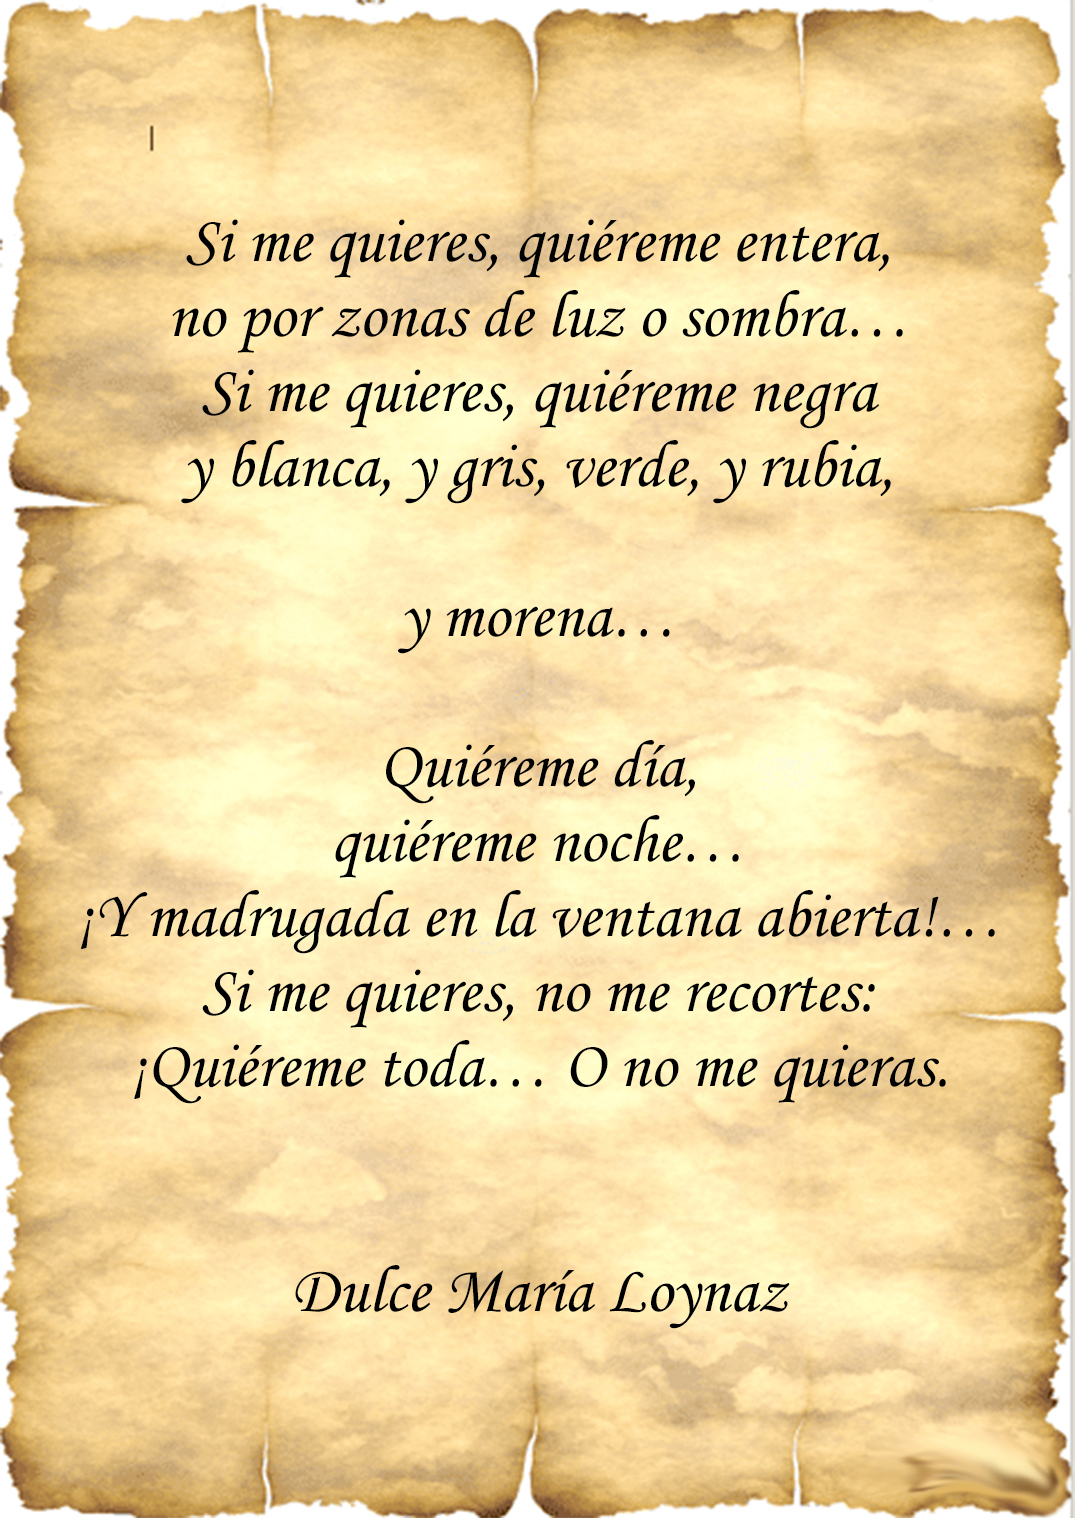 Si me quieres, quiéreme entera,
no por zonas de luz o sombra…
Si me quieres, quiéreme negra
y blanca, y gris, verde, y rubia,
y morena…
Quiéreme día,
quiéreme noche…
¡Y madrugada en la ventana abierta!…
Si me quieres, no me recortes:
¡Quiéreme toda… O no me quieras.
Dulce María Loynaz